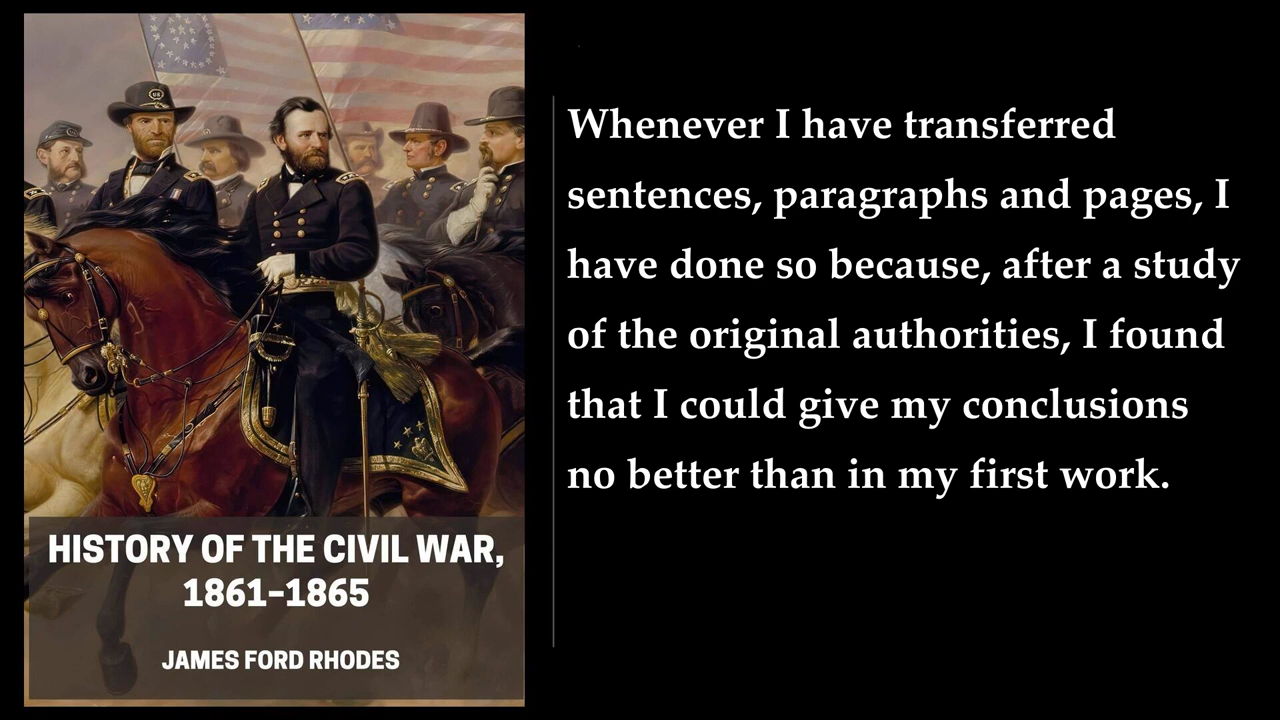 HISTORY OF THE CIVIL WAR,
1861–1865
JAMES FORD RHODES
Whenever I have transferred
sentences, paragraphs and pages, I
have done so because, after a study
of the original authorities, I found
that I could give my conclusions
no better than in my first work.